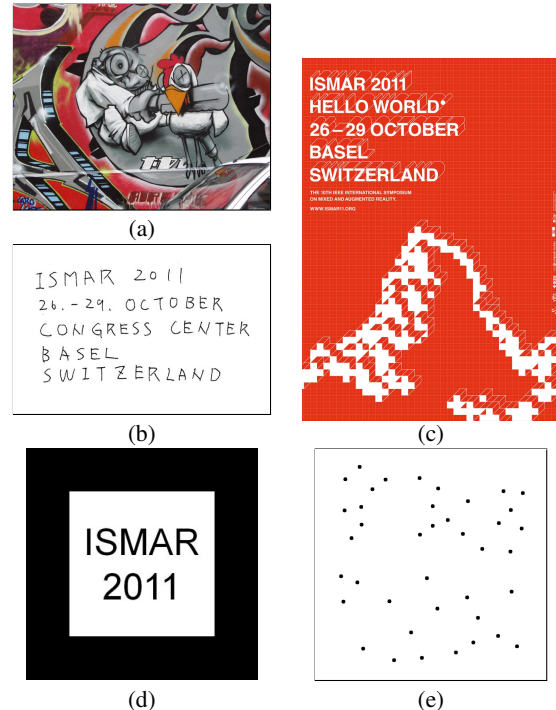 (a)
ISMAR 2011
26.-29. OCTOBER
CONGRESS CENTER
BASEL
SWITZERLAND
(b)
ISMAR 2011
HELLO WORLD*
26 – 29 OCTOBER
BASEL
SWITZERLAND
THE 10TH IEEE INTERNATIONAL SYMPOSIUM
ON MIXED AND AUGMENTED REALITY.
WWW.ISMAR11.ORG
(c)
ISMAR
2011
(d)
(e)